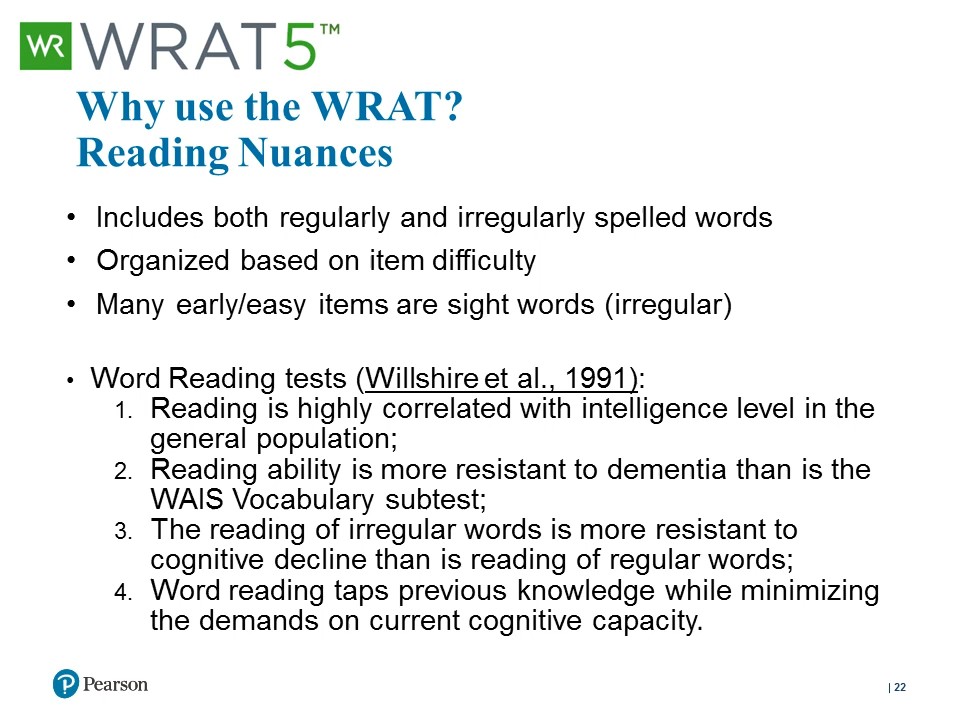 WR WRAT5™
Why use the WRAT?
Reading Nuances
• Includes both regularly and irregularly spelled words
• Organized based on item difficulty
• Many early/easy items are sight words (irregular)
• Word Reading tests (Willshire et al., 1991):
1. Reading is highly correlated with intelligence level in the
general population;
2. Reading ability is more resistant to dementia than is the
WAIS Vocabulary subtest;
3. The reading of irregular words is more resistant to
cognitive decline than is reading of regular words;
4. Word reading taps previous knowledge while minimizing
the demands on current cognitive capacity.
P Pearson
| 22